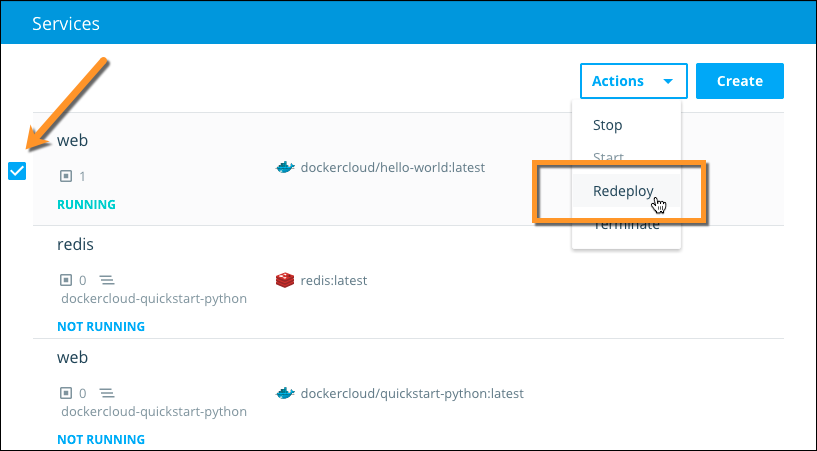 Services
Actions
Create
Stop
Start
Redeploy
Terminate
web
1
dockercloud/hello-world:latest
RUNNING
redis
0
redis:latest
dockercloud-quickstart-python
NOT RUNNING
web
0
dockercloud/quickstart-python:latest
dockercloud-quickstart-python
NOT RUNNING